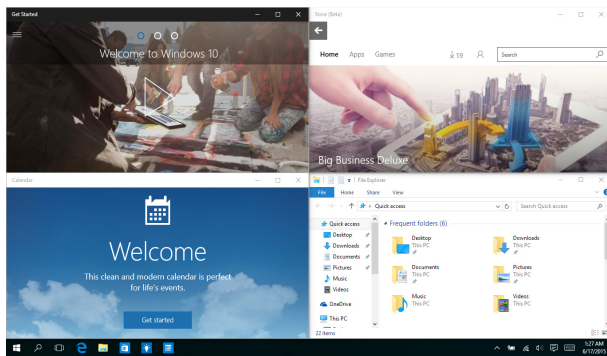 Get Started
Welcome to Windows 10
Store (Beta)
Home Apps Games
19
Search
Big Business Deluxe
Calendar
Welcome
This clean and modern calendar is perfect
for life's events.
Get started
File Explorer
File Home Share View
Quick access
Search Quick access
Quick access
Desktop
Downloads
Documents
Pictures
Music
Videos
OneDrive
This PC
Frequent folders (6)
Desktop
This PC
Downloads
This PC
Documents
This PC
Pictures
This PC
Music
This PC
Videos
This PC
22 items
1:27 AM
6/17/2015